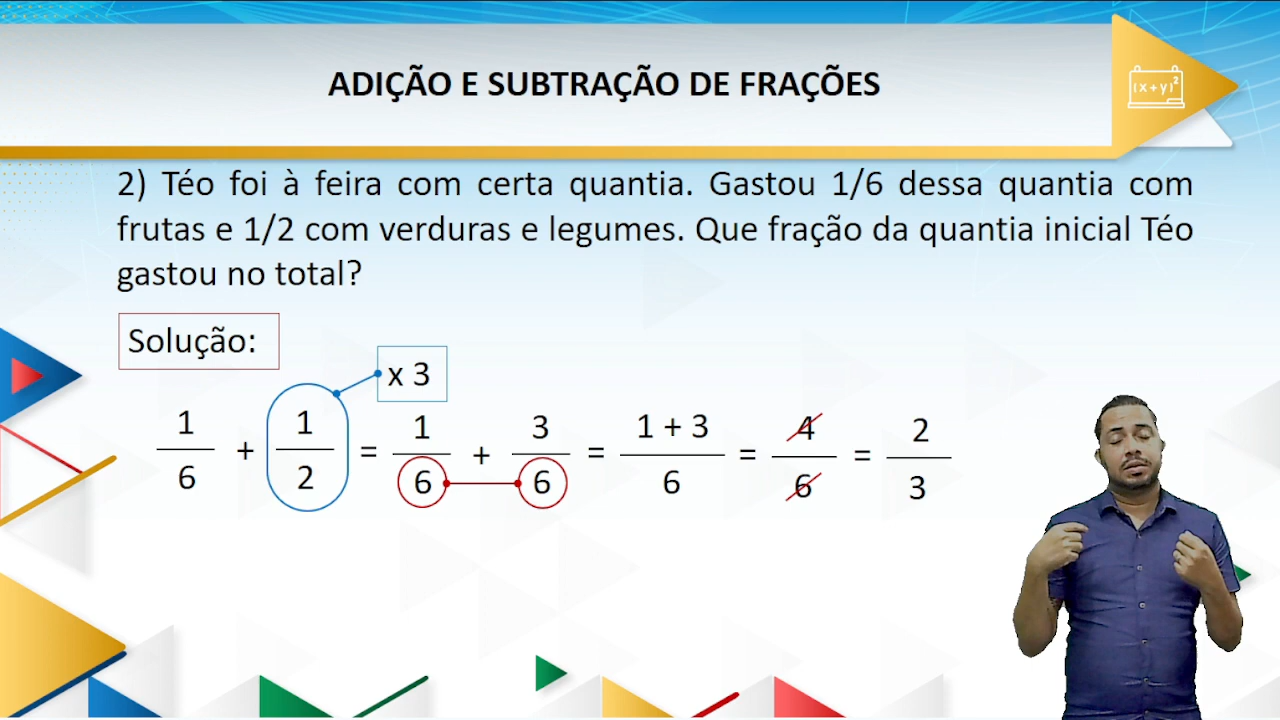 ADIÇÃO E SUBTRAÇÃO DE FRAÇÕES
(x+y)²
2) Téo foi à feira com certa quantia. Gastou 1/6 dessa quantia com
frutas e 1/2 com verduras e legumes. Que fração da quantia inicial Téo
gastou no total?
Solução:
x 3
1/6 + 1/2 = 1/6 + 3/6 = 1 + 3/6 = 4/6 = 2/3